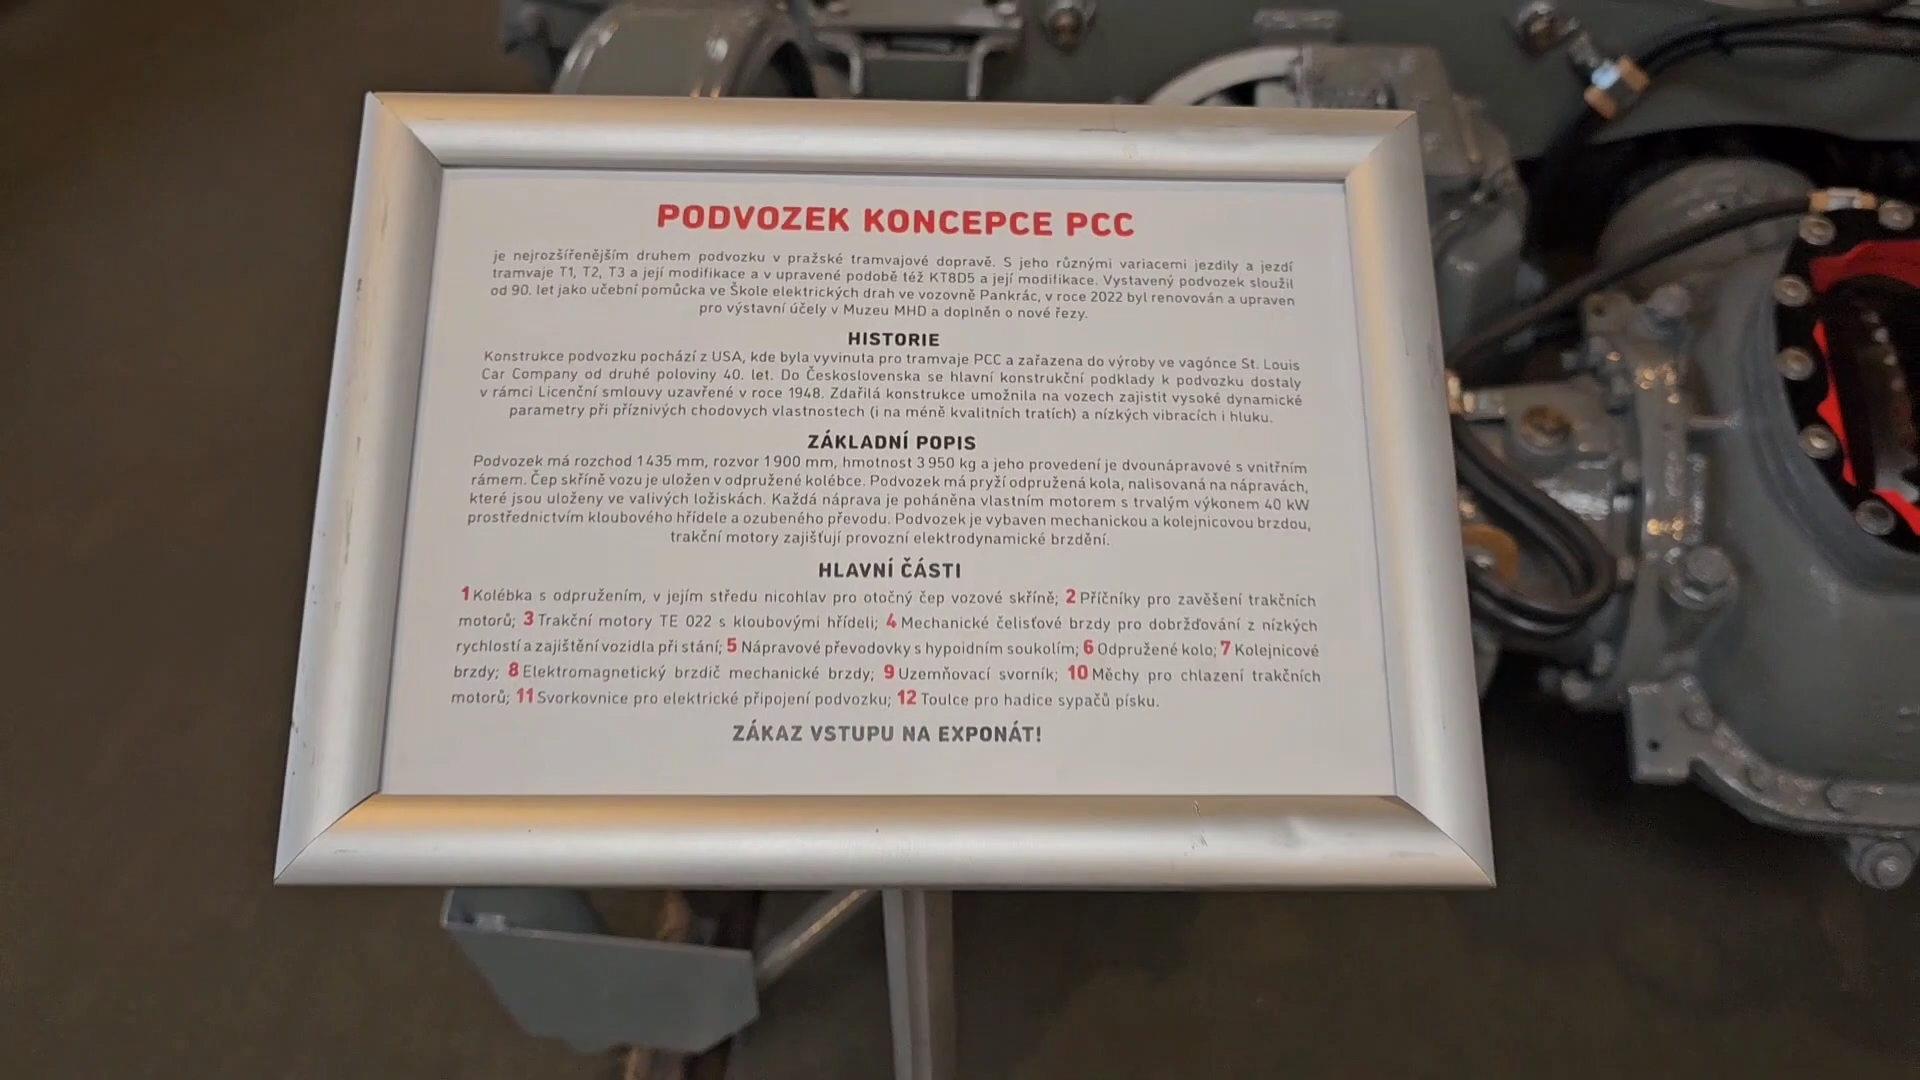 PODVOZEK KONCEPCE PCC
je nejrozšířenějším druhem podvozku v pražské tramvajové dopravě. S jeho různými variacemi jezdily a jezdí
tramvaje T1, T2, T3 a její modifikace a v upravené podobě též KT8D5 a její modifikace. Vystavený podvozek sloužil
od 90. let jako učební pomůcka ve Škole elektrických drah ve vozovně Pankrác, v roce 2022 byl renovován a upraven
pro výstavní účely v Muzeu MHD a doplněn o nové řezy.
HISTORIE
Konstrukce podvozku pochází z USA, kde byla vyvinuta pro tramvaje PCC a zařazena do výroby ve vagónce St. Louis
Car Company od druhé poloviny 40. let. Do Československa se hlavní konstrukční podklady k podvozku dostaly
v rámci Licenční smlouvy uzavřené v roce 1948. Zdařilá konstrukce umožnila na vozech zajistit vysoké dynamické
parametry při příznivých chodových vlastnostech (i na méně kvalitních tratích) a nízkých vibracích i hluku.
ZÁKLADNÍ POPIS
Podvozek má rozchod 1 435 mm, rozvor 1 900 mm, hmotnost 3 950 kg a jeho provedení je dvounápravové s vnitřním
rámem. Čep skříně vozu je uložen v odpružené kolébce. Podvozek má pryží odpružená kola, nalisovaná na nápravách,
které jsou uloženy ve valivých ložiskách. Každá náprava je poháněna vlastním motorem s trvalým výkonem 40 kW
prostřednictvím kloubového hřídele a ozubeného převodu. Podvozek je vybaven mechanickou a kolejnicovou brzdou,
trakční motory zajišťují provozní elektrodynamické brzdění.
HLAVNÍ ČÁSTI
1 Kolébka s odpružením, v jejím středu nicohlav pro otočný čep vozové skříně; 2 Příčníky pro zavěšení trakčních
motorů; 3 Trakční motory TE 022 s kloubovými hřídeli; 4 Mechanické čelisťové brzdy pro dobržďování z nízkých
rychlostí a zajištění vozidla při stání; 5 Nápravové převodovky s hypoidním soukolím; 6 Odpružené kolo; 7 Kolejnicové
brzdy; 8 Elektromagnetický brzdič mechanické brzdy; 9 Uzemňovací svorník; 10 Měchy pro chlazení trakčních
motorů; 11 Svorkovnice pro elektrické připojení podvozku; 12 Toulce pro hadice sypačů písku.
ZÁKAZ VSTUPU NA EXPONÁT!